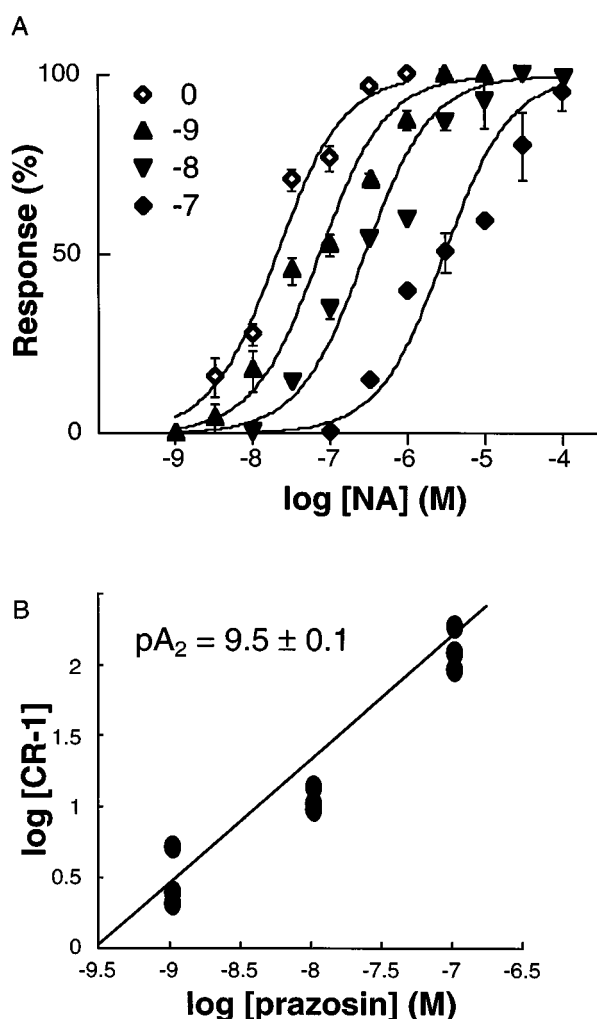 A
100
50
0
Response (%)
0
-9
-8
-7
-9 -8 -7 -6 -5 -4
log [NA] (M)
B
pA₂ = 9.5 ± 0.1
2
1.5
1
0.5
0
log [CR-1]
-9.5 -9 -8.5 -8 -7.5 -7 -6.5
log [prazosin] (M)